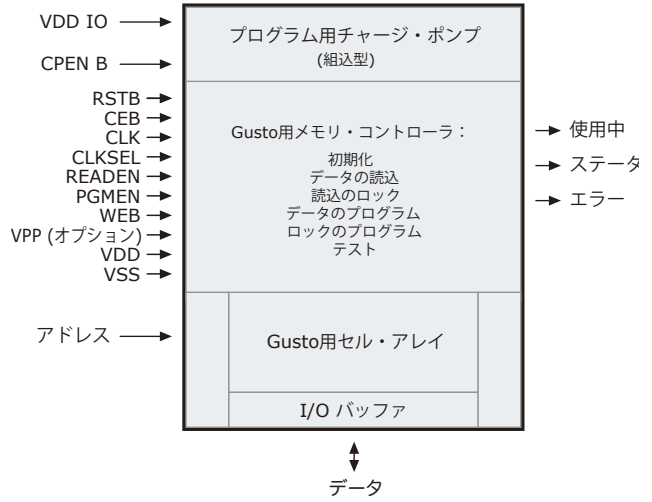 VDD IO
CPEN B
プログラム用チャージ・ポンプ
(組込型)
RSTB
CEB
CLK
CLKSEL
READEN
PGMEN
WEB
VPP (オプション)
VDD
VSS
Gusto用メモリ・コントローラ：
初期化
データの読込
読込のロック
データのプログラム
ロックのプログラム
テスト
使用中
ステータ
エラー
アドレス
Gusto用セル・アレイ
I/O バッファ
データ